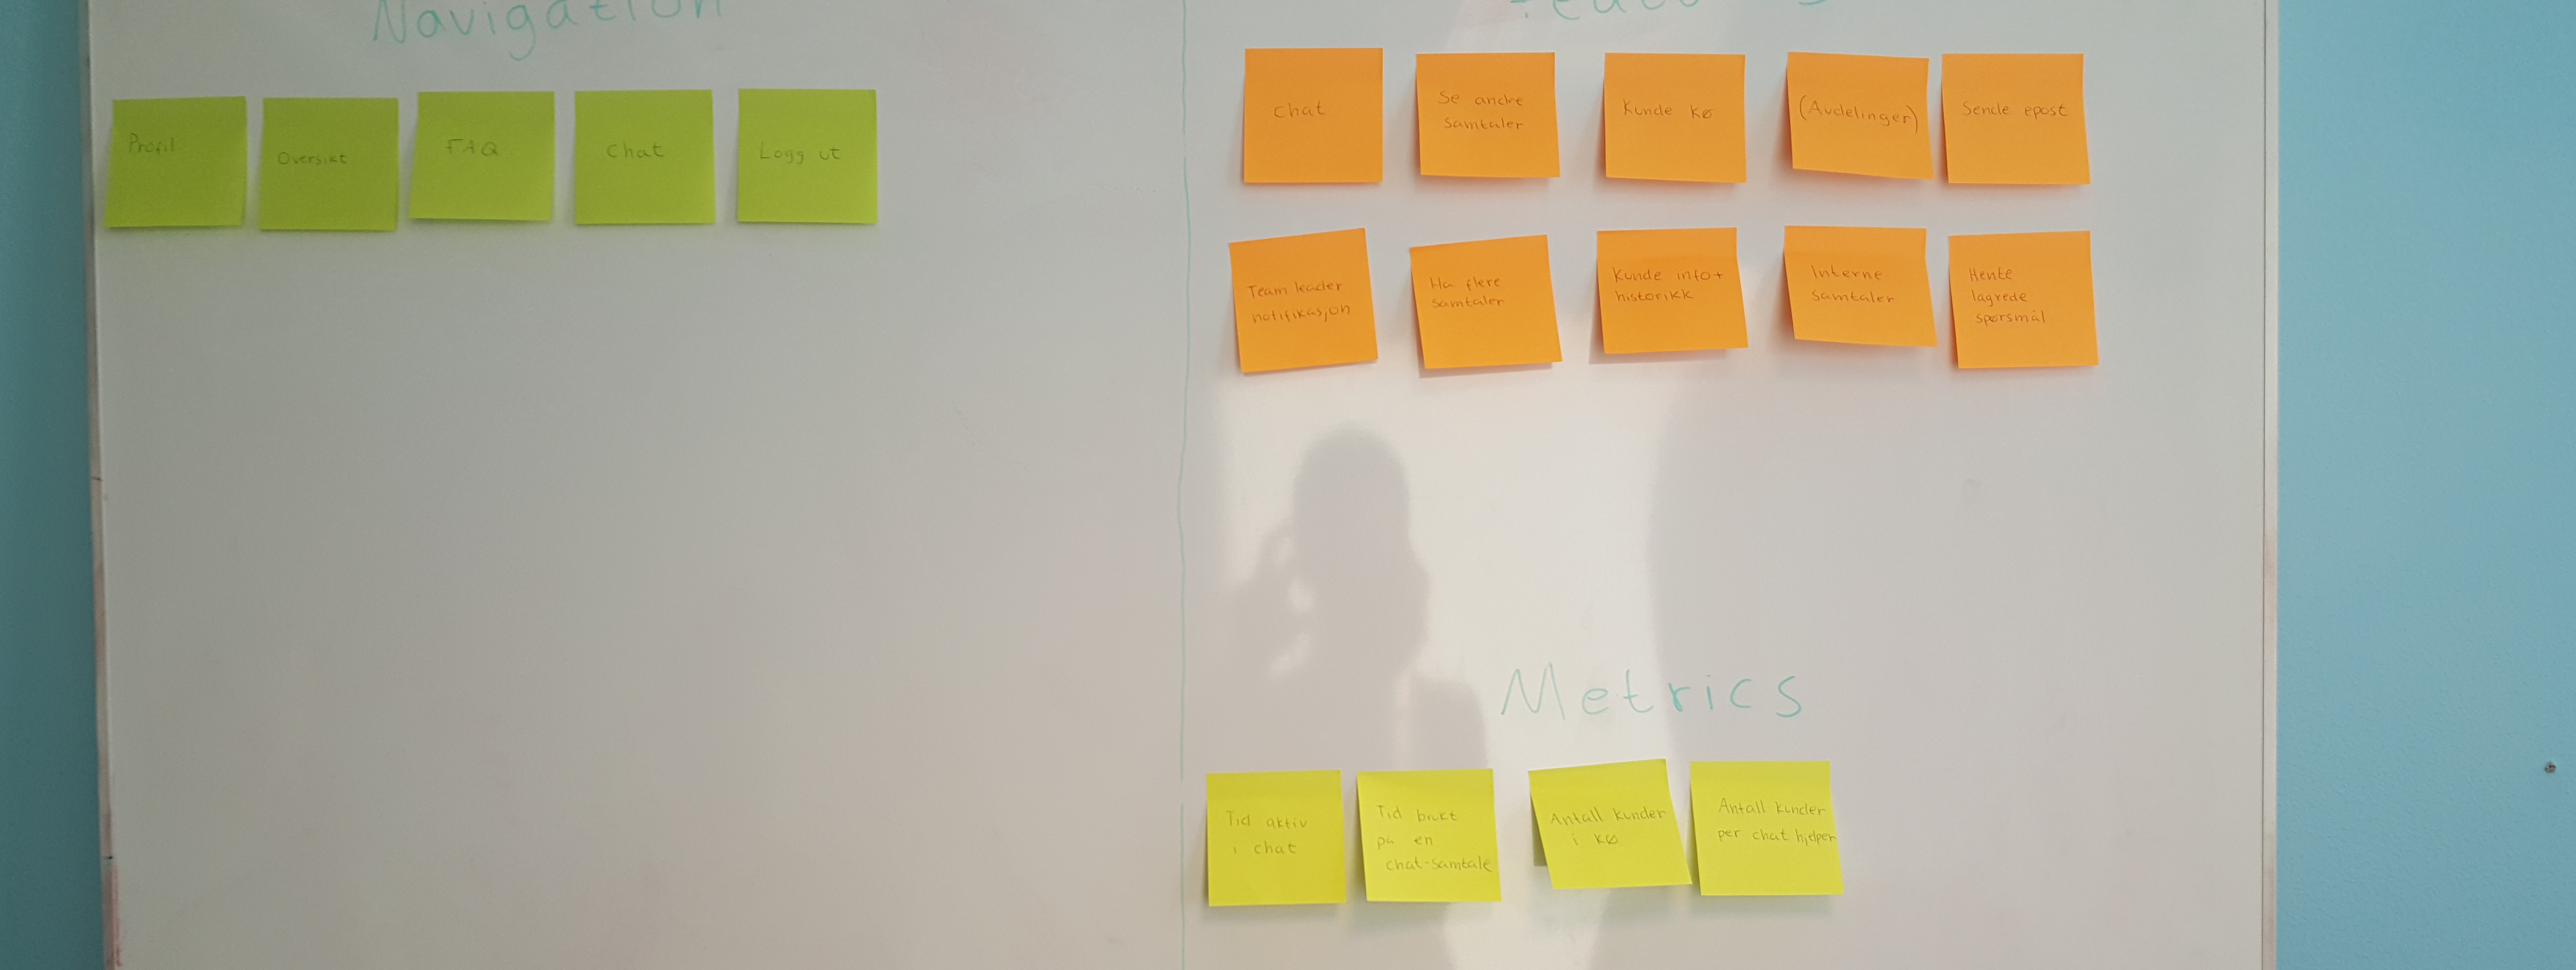 Navigation
Profil
Oversikt
FAQ
Chat
Logg ut
Chat
Se andre
samtaler
Kunde kø
(Avdelinger)
Sende epost
Team leader
notifikasjon
Ha flere
samtaler
Kunde info+
historikk
Interne
samtaler
Hente
lagrede
spørsmål
Metrics
Tid aktiv
i chat
Tid brukt
på en
chat-samtale
Antall kunder
i kø
Antall kunder
per chat hjelper